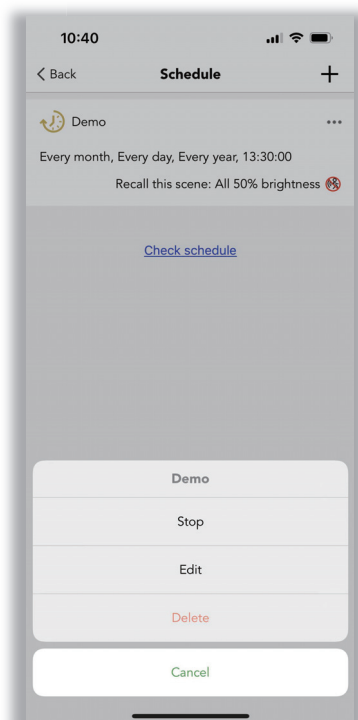 10:40
Back
Schedule
+
Demo
...
Every month, Every day, Every year, 13:30:00
Recall this scene: All 50% brightness
Check schedule
Demo
Stop
Edit
Delete
Cancel